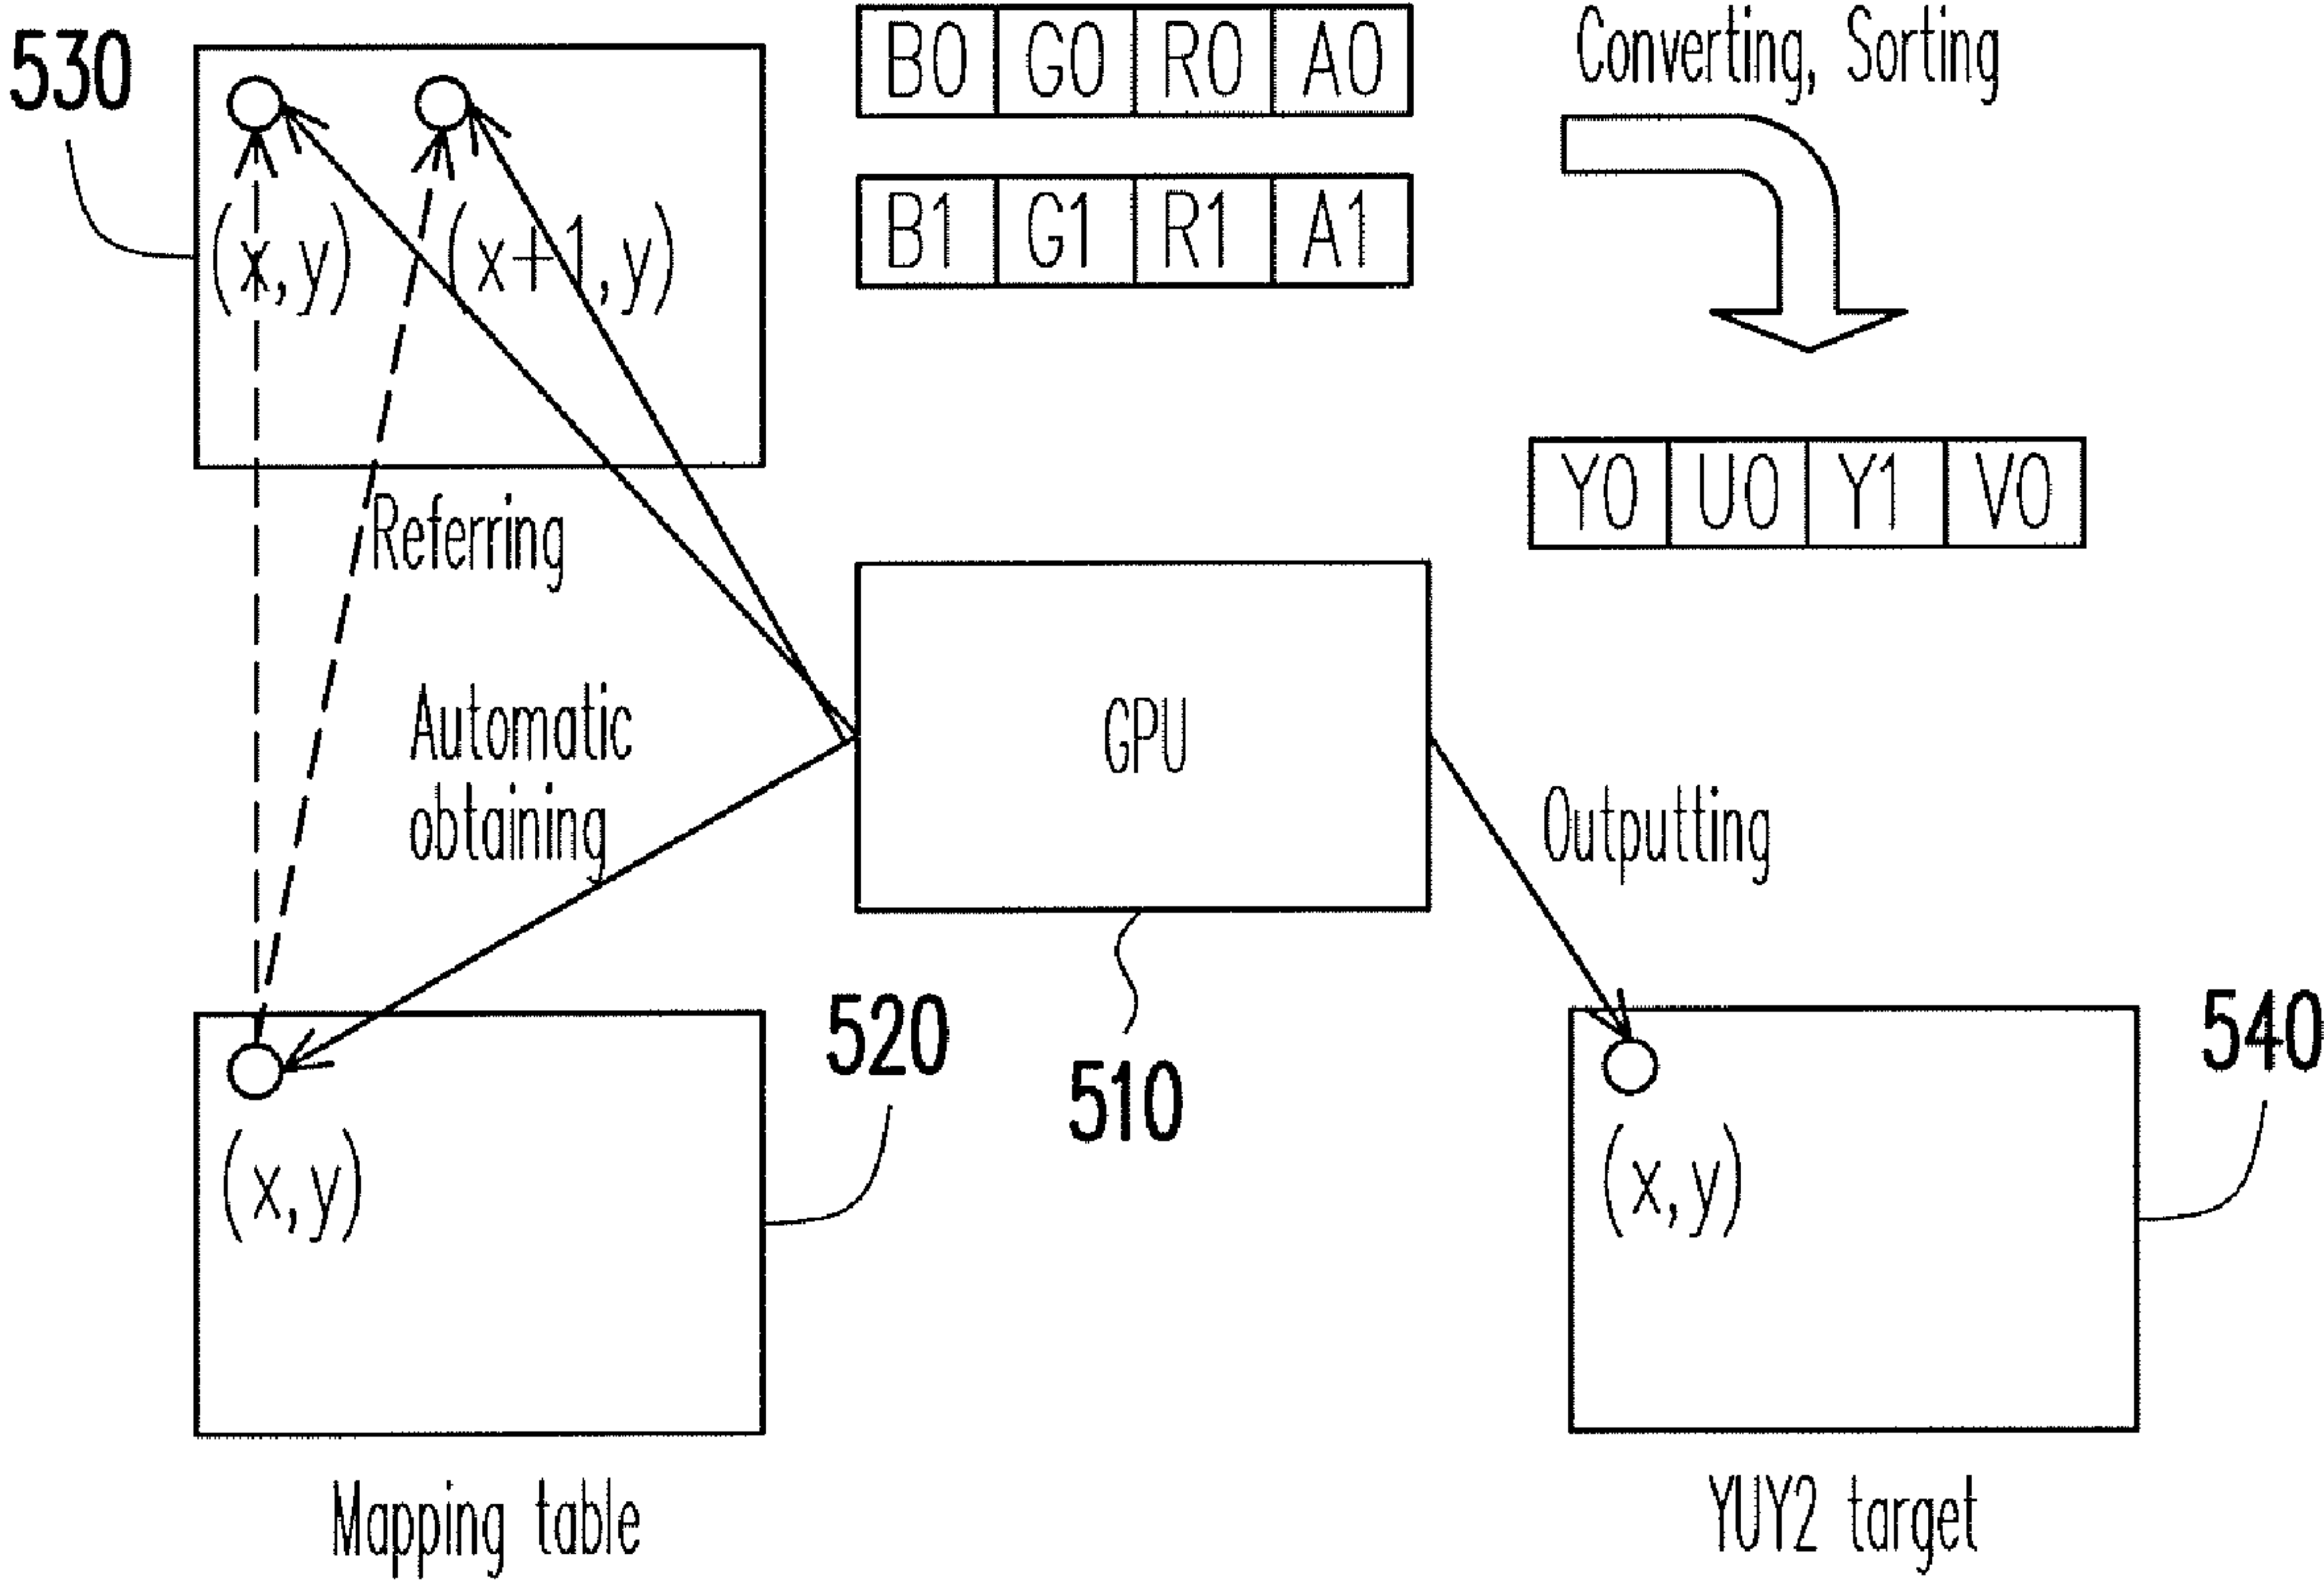 530
B0 G0 R0 A0
Converting, Sorting
B1 G1 R1 A1
(x,y) (x+1,y)
Y0 U0 Y1 V0
Referring
Automatic
obtaining
GPU
Outputting
520
510
540
(x,y)
(x,y)
Mapping table
YUY2 target